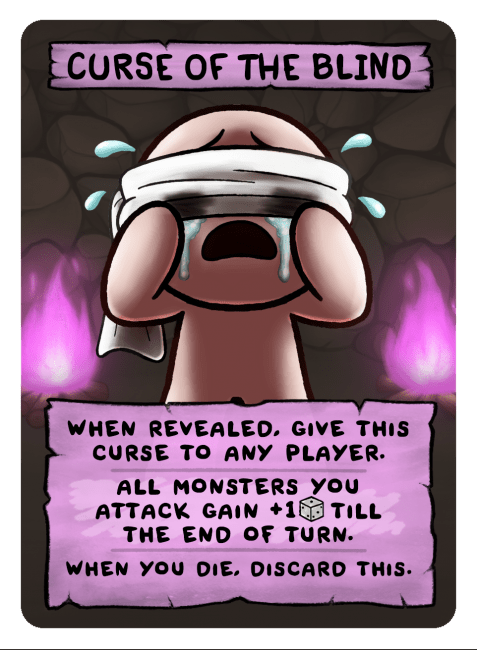 CURSE OF THE BLIND
WHEN REVEALED, GIVE THIS
CURSE TO ANY PLAYER.
ALL MONSTERS YOU
ATTACK GAIN +1 TILL
THE END OF TURN.
WHEN YOU DIE, DISCARD THIS.